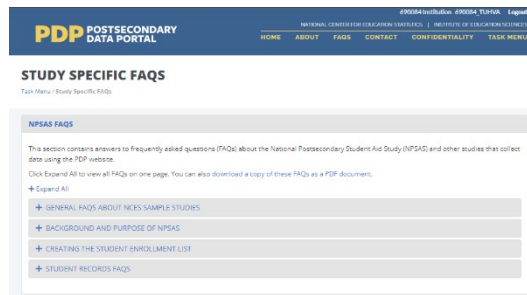 690084 Institution 690084_TUHVA Logout
NATIONAL CENTER FOR EDUCATION STATISTICS | INSTITUTE OF EDUCATION SCIENCES
PDP POSTSECONDARY
DATA PORTAL
HOME ABOUT FAQS CONTACT CONFIDENTIALITY TASK MENU
STUDY SPECIFIC FAQS
Task Menu / Study Specific FAQs
NPSAS FAQS
This section contains answers to frequently asked questions (FAQs) about the National Postsecondary Student Aid Study (NPSAS) and other studies that collect
data using the PDP website.
Click Expand All to view all FAQs on one page. You can also download a copy of these FAQs as a PDF document.
+ Expand All
+ GENERAL FAQS ABOUT NCES SAMPLE STUDIES
+ BACKGROUND AND PURPOSE OF NPSAS
+ CREATING THE STUDENT ENROLLMENT LIST
+ STUDENT RECORDS FAQS